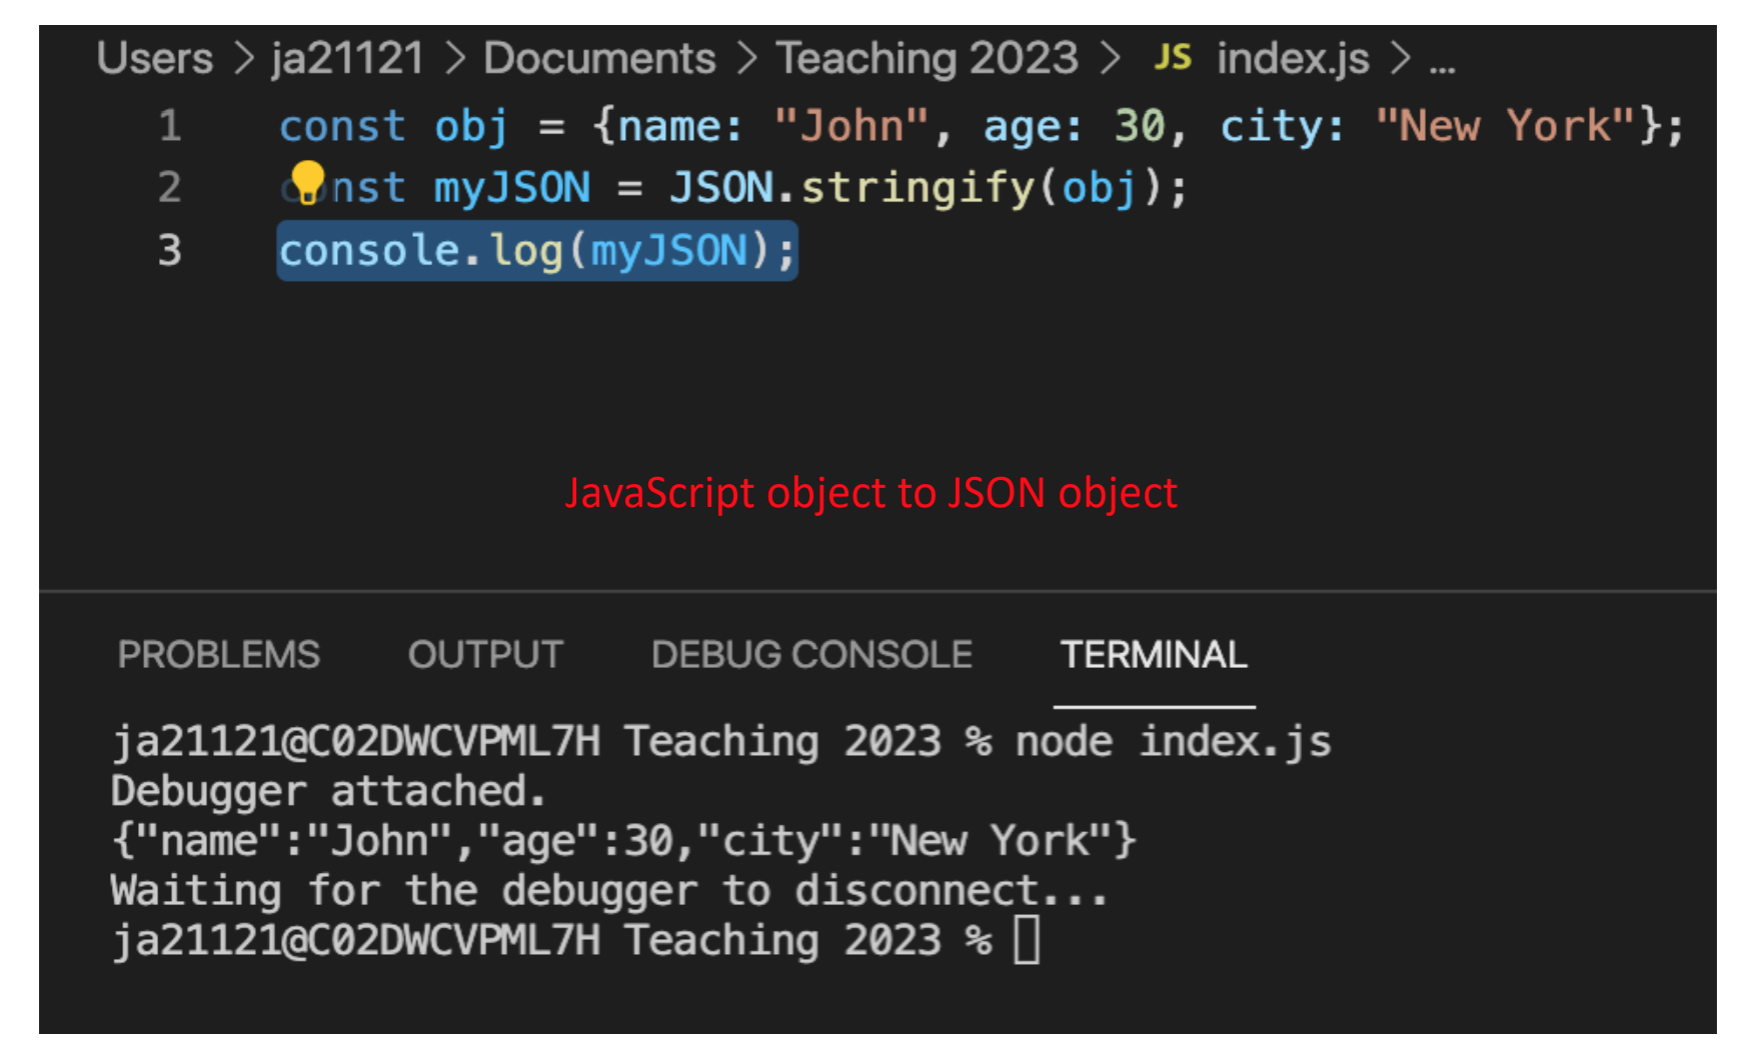 Users > ja21121 > Documents > Teaching 2023 > JS index.js > ...
1 const obj = {name: "John", age: 30, city: "New York"};
2 const myJSON = JSON.stringify(obj);
3 console.log(myJSON);
JavaScript object to JSON object
PROBLEMS OUTPUT DEBUG CONSOLE TERMINAL
ja21121@C02DWCVPML7H Teaching 2023 % node index.js
Debugger attached.
{"name":"John","age":30,"city":"New York"}
Waiting for the debugger to disconnect...
ja21121@C02DWCVPML7H Teaching 2023 %